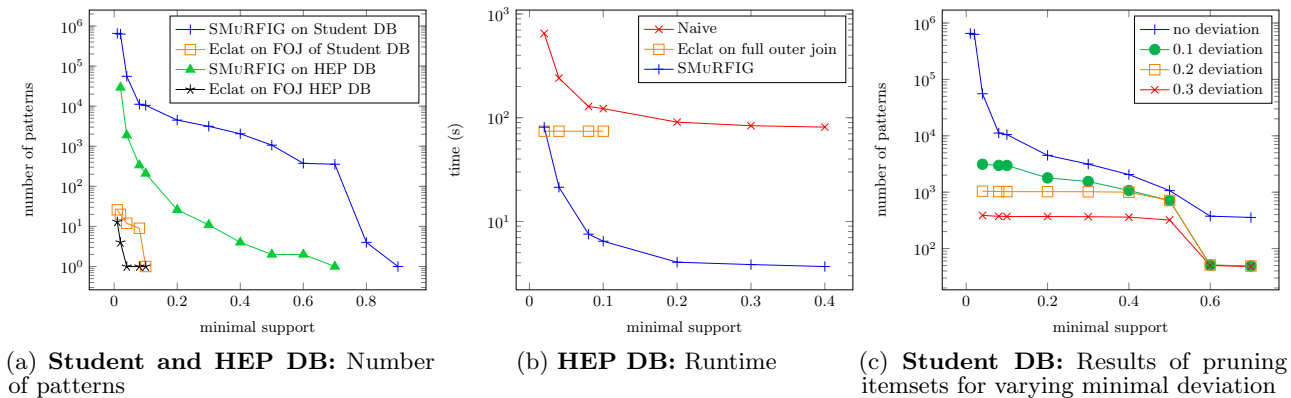 number of patterns
10^6
10^5
10^4
10^3
10^2
10^1
10^0
0
0.2
0.4
0.6
0.8
minimal support
SMuRFIG on Student DB
Eclat on FOJ of Student DB
SMuRFIG on HEP DB
Eclat on FOJ HEP DB
(a) Student and HEP DB: Number
of patterns
time (s)
10^3
10^2
10^1
0
0.1
0.2
0.3
0.4
minimal support
Naive
Eclat on full outer join
SMuRFIG
(b) HEP DB: Runtime
number of patterns
10^6
10^5
10^4
10^3
10^2
0
0.2
0.4
0.6
minimal support
no deviation
0.1 deviation
0.2 deviation
0.3 deviation
(c) Student DB: Results of pruning
itemsets for varying minimal deviation